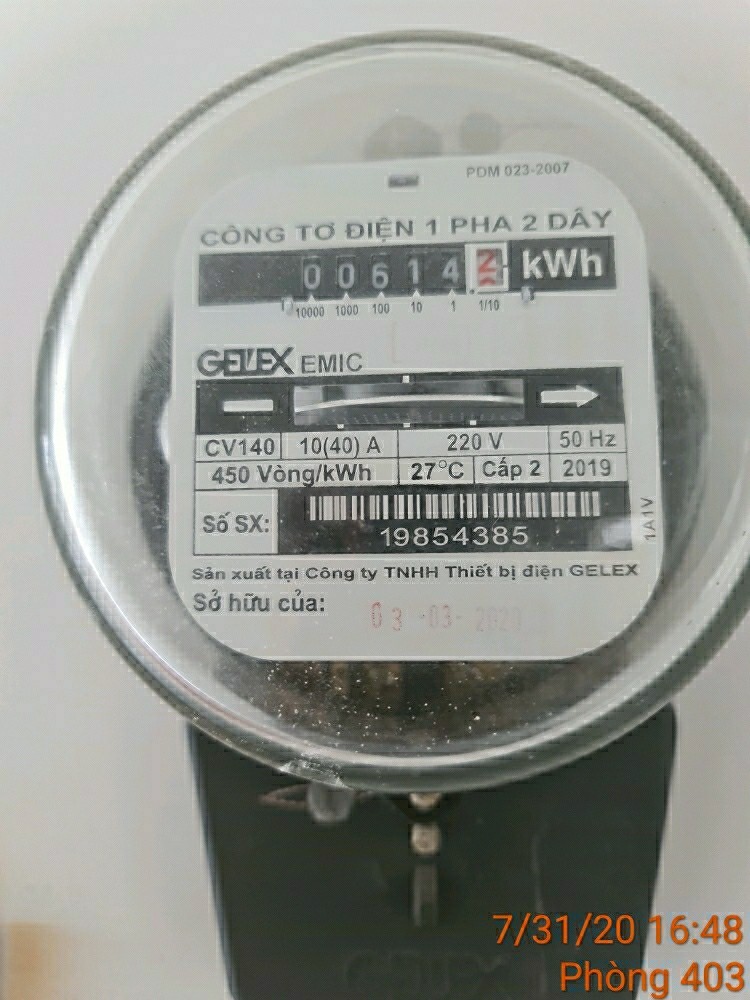 PDM 023-2007
CÔNG TƠ ĐIỆN 1 PHA 2 DÂY
0 0 6 1 4 2 kWh
10000 1000 100 10 1 1/10
GELEX EMIC
CV140 10(40) A 220 V 50 Hz
450 Vòng/kWh 27°C Cấp 2 2019
Số SX: 19854385
1A1V
Sản xuất tại Công ty TNHH Thiết bị điện GELEX
Sở hữu của:
03 -03- 2020
GELEX
7/31/20 16:48
Phòng 403